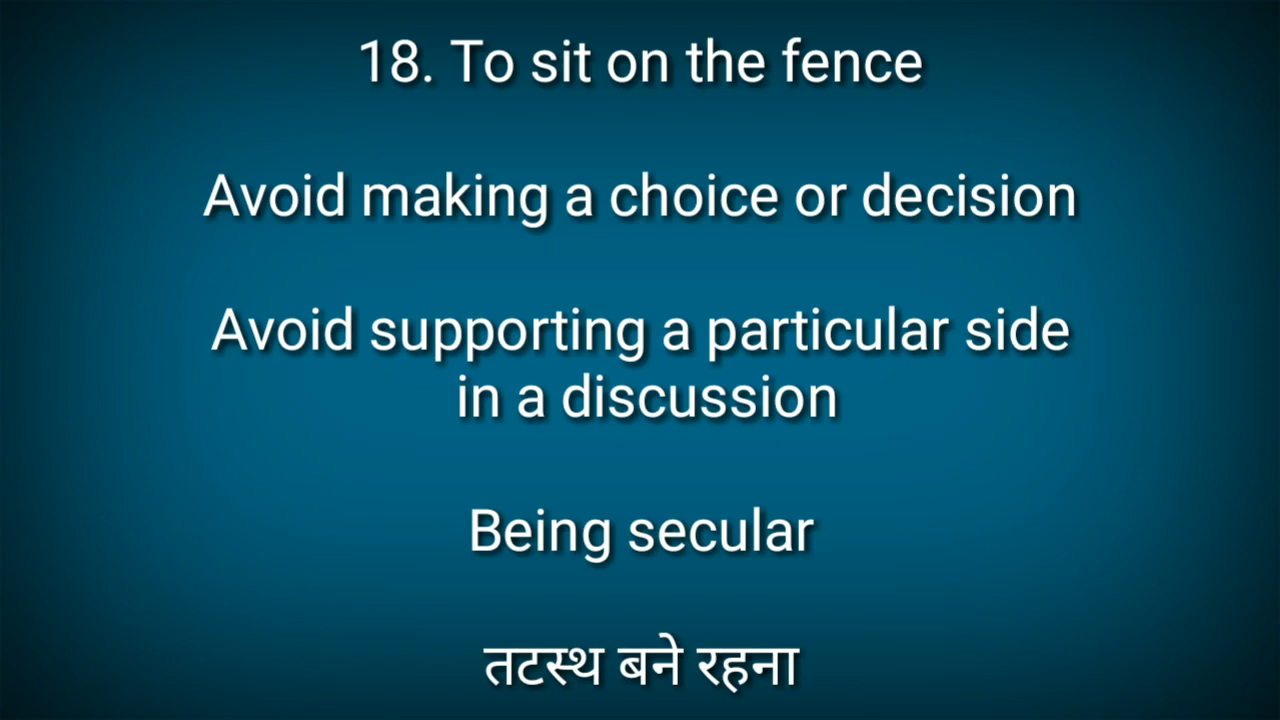 18. To sit on the fence
Avoid making a choice or decision
Avoid supporting a particular side
in a discussion
Being secular
तटस्थ बने रहना